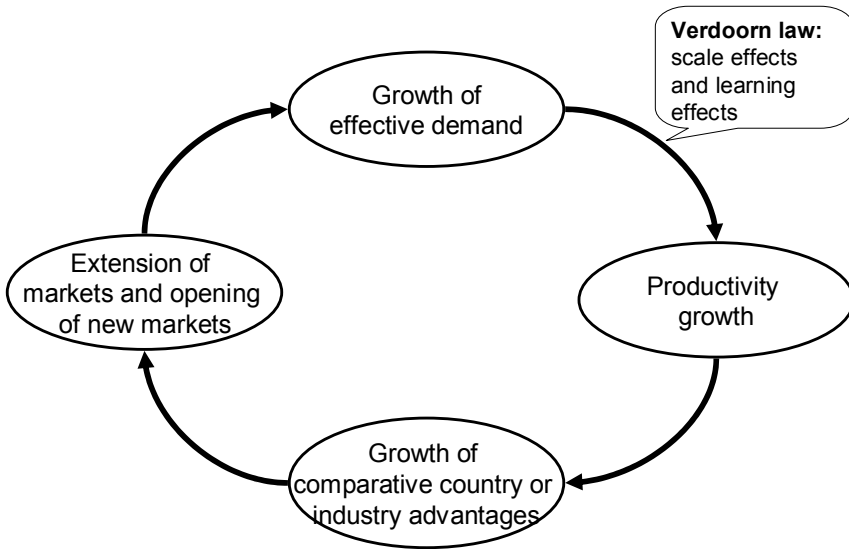 Verdoorn law:
scale effects
and learning
effects
Growth of
effective demand
Extension of
markets and opening
of new markets
Productivity
growth
Growth of
comparative country or
industry advantages